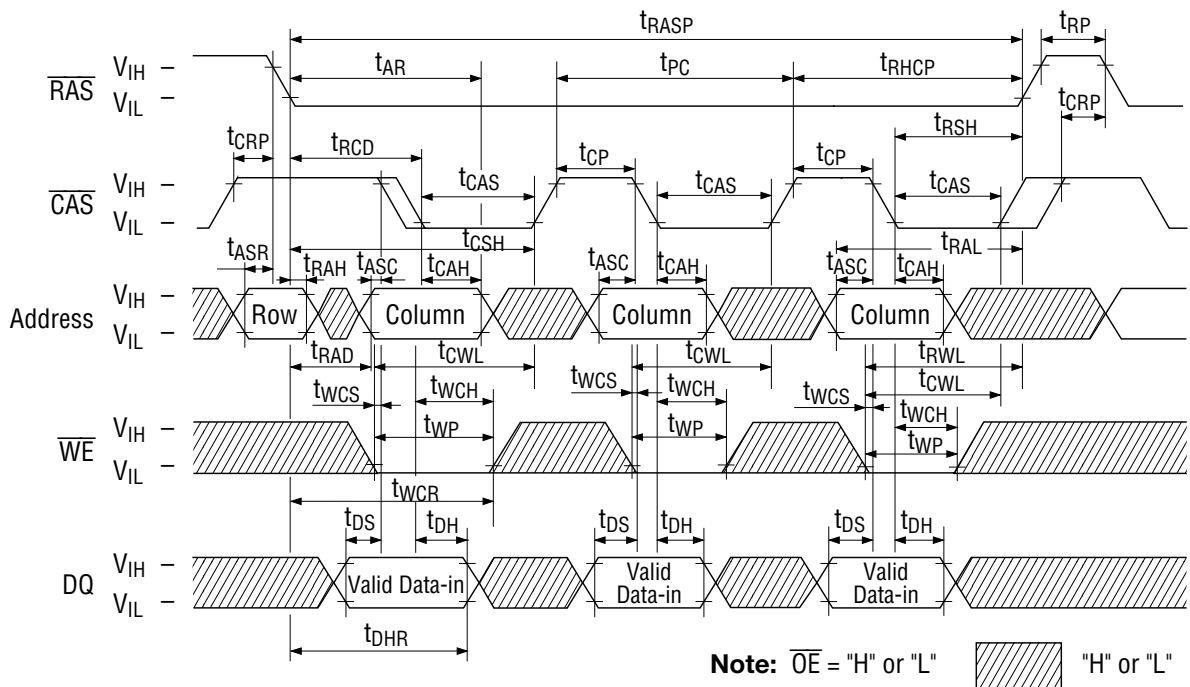 tRASP
tRP
tAR
tPC
tRHCP
RAS
VIH
VIL
tCRP
tRCD
tRSH
tCRP
tCP
tCP
CAS
VIH
VIL
tCAS
tCAS
tCAS
tCSH
tRAL
tASR
tRAH
tASC
tCAH
tASC
tCAH
tASC
tCAH
Address
VIH
VIL
Row
Column
Column
Column
tRAD
tCWL
tCWL
tRWL
tCWL
tWCS
tWCH
tWCS
tWCH
tWCS
tWCH
WE
VIH
VIL
tWP
tWP
tWP
tWCR
tDS
tDH
tDS
tDH
tDS
tDH
DQ
VIH
VIL
Valid Data-in
Valid
Data-in
Valid
Data-in
tDHR
Note: OE = "H" or "L"
"H" or "L"